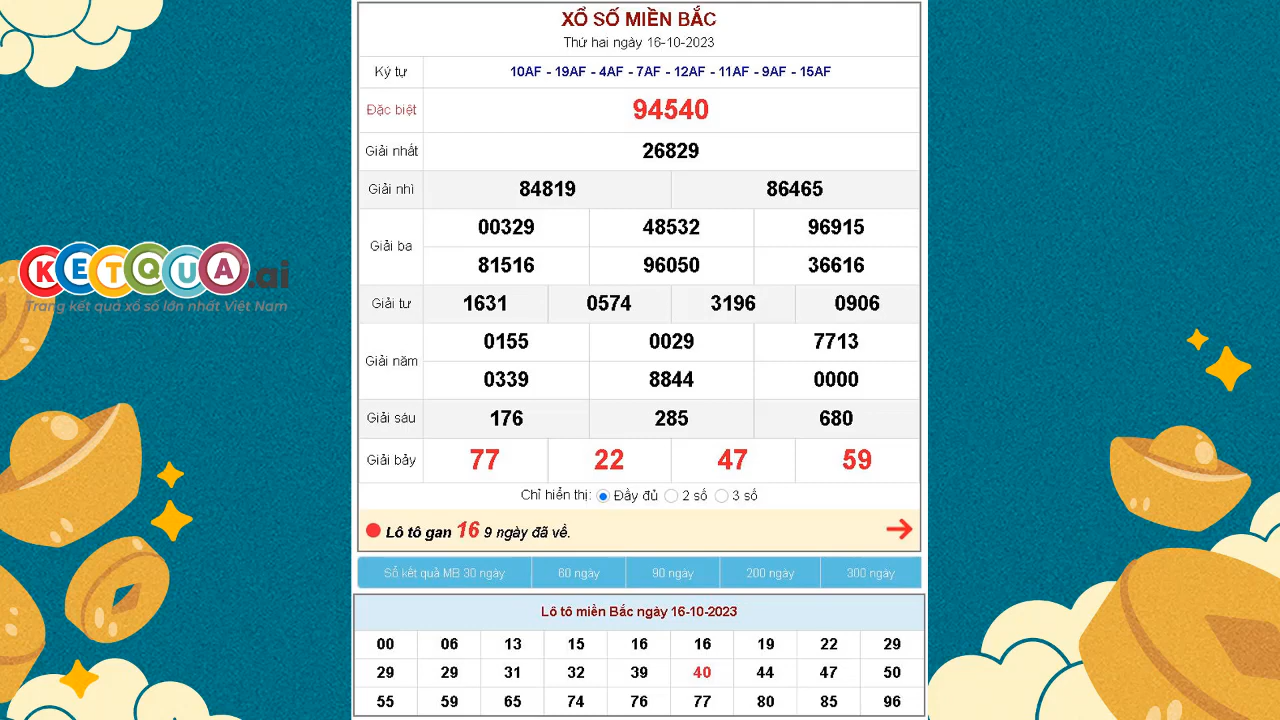 XỔ SỐ MIỀN BẮC
Thứ hai ngày 16-10-2023
Ký tự 10AF - 19AF - 4AF - 7AF - 12AF - 11AF - 9AF - 15AF
Đặc biệt 94540
Giải nhất 26829
Giải nhì 84819 86465
Giải ba 00329 48532 96915
81516 96050 36616
Giải tư 1631 0574 3196 0906
Giải năm 0155 0029 7713
0339 8844 0000
Giải sáu 176 285 680
Giải bảy 77 22 47 59
Chỉ hiển thị: Đầy đủ 2 số 3 số
Lô tô gan 16 9 ngày đã về.
Sổ kết quả MB 30 ngày 60 ngày 90 ngày 200 ngày 300 ngày
Lô tô miền Bắc ngày 16-10-2023
00 06 13 15 16 16 19 22 29
29 29 31 32 39 40 44 47 50
55 59 65 74 76 77 80 85 96
KETQUA.ai
Trang kết quả xổ số lớn nhất Việt Nam